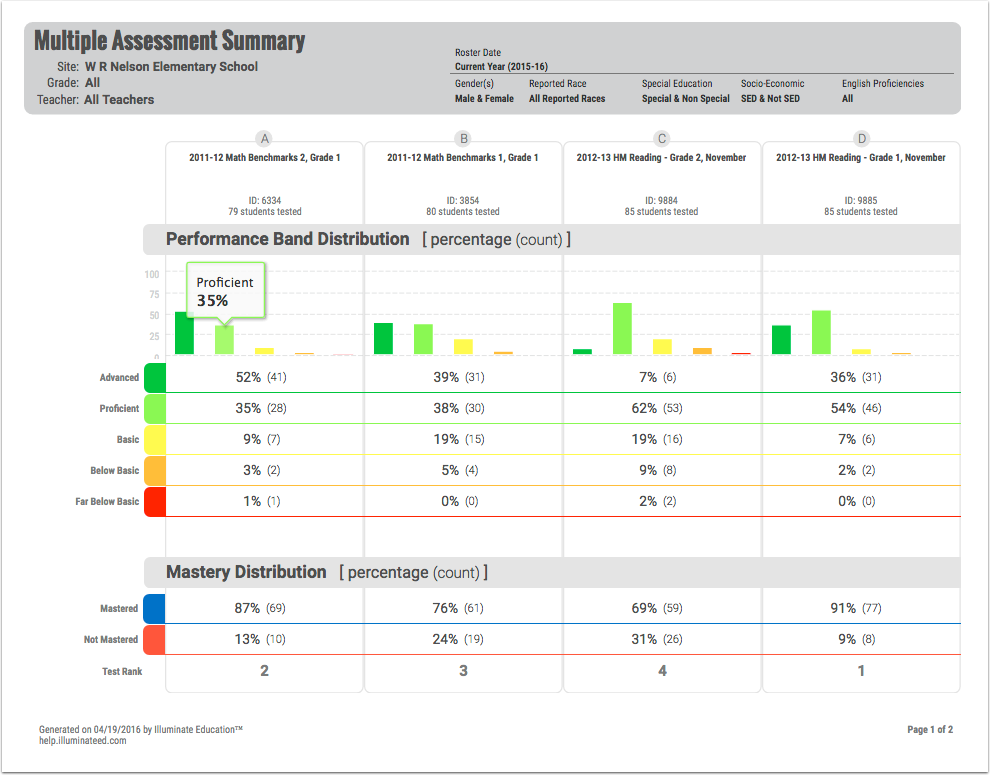 Multiple Assessment Summary
Site: W R Nelson Elementary School
Grade: All
Teacher: All Teachers
Roster Date
Current Year (2015-16)
Gender(s) Reported Race Special Education Socio-Economic English Proficiencies
Male & Female All Reported Races Special & Non Special SED & Not SED All
A B C D
2011-12 Math Benchmarks 2, Grade 1 2011-12 Math Benchmarks 1, Grade 1 2012-13 HM Reading - Grade 2, November 2012-13 HM Reading - Grade 1, November
ID: 6334 ID: 3854 ID: 9884 ID: 9885
79 students tested 80 students tested 85 students tested 85 students tested
Performance Band Distribution [ percentage (count) ]
100
75
50
25
0
Proficient
35%
Advanced 52% (41) 39% (31) 7% (6) 36% (31)
Proficient 35% (28) 38% (30) 62% (53) 54% (46)
Basic 9% (7) 19% (15) 19% (16) 7% (6)
Below Basic 3% (2) 5% (4) 9% (8) 2% (2)
Far Below Basic 1% (1) 0% (0) 2% (2) 0% (0)
Mastery Distribution [ percentage (count) ]
Mastered 87% (69) 76% (61) 69% (59) 91% (77)
Not Mastered 13% (10) 24% (19) 31% (26) 9% (8)
Test Rank 2 3 4 1
Generated on 04/19/2016 by Illuminate Education™ Page 1 of 2
help.illuminateed.com